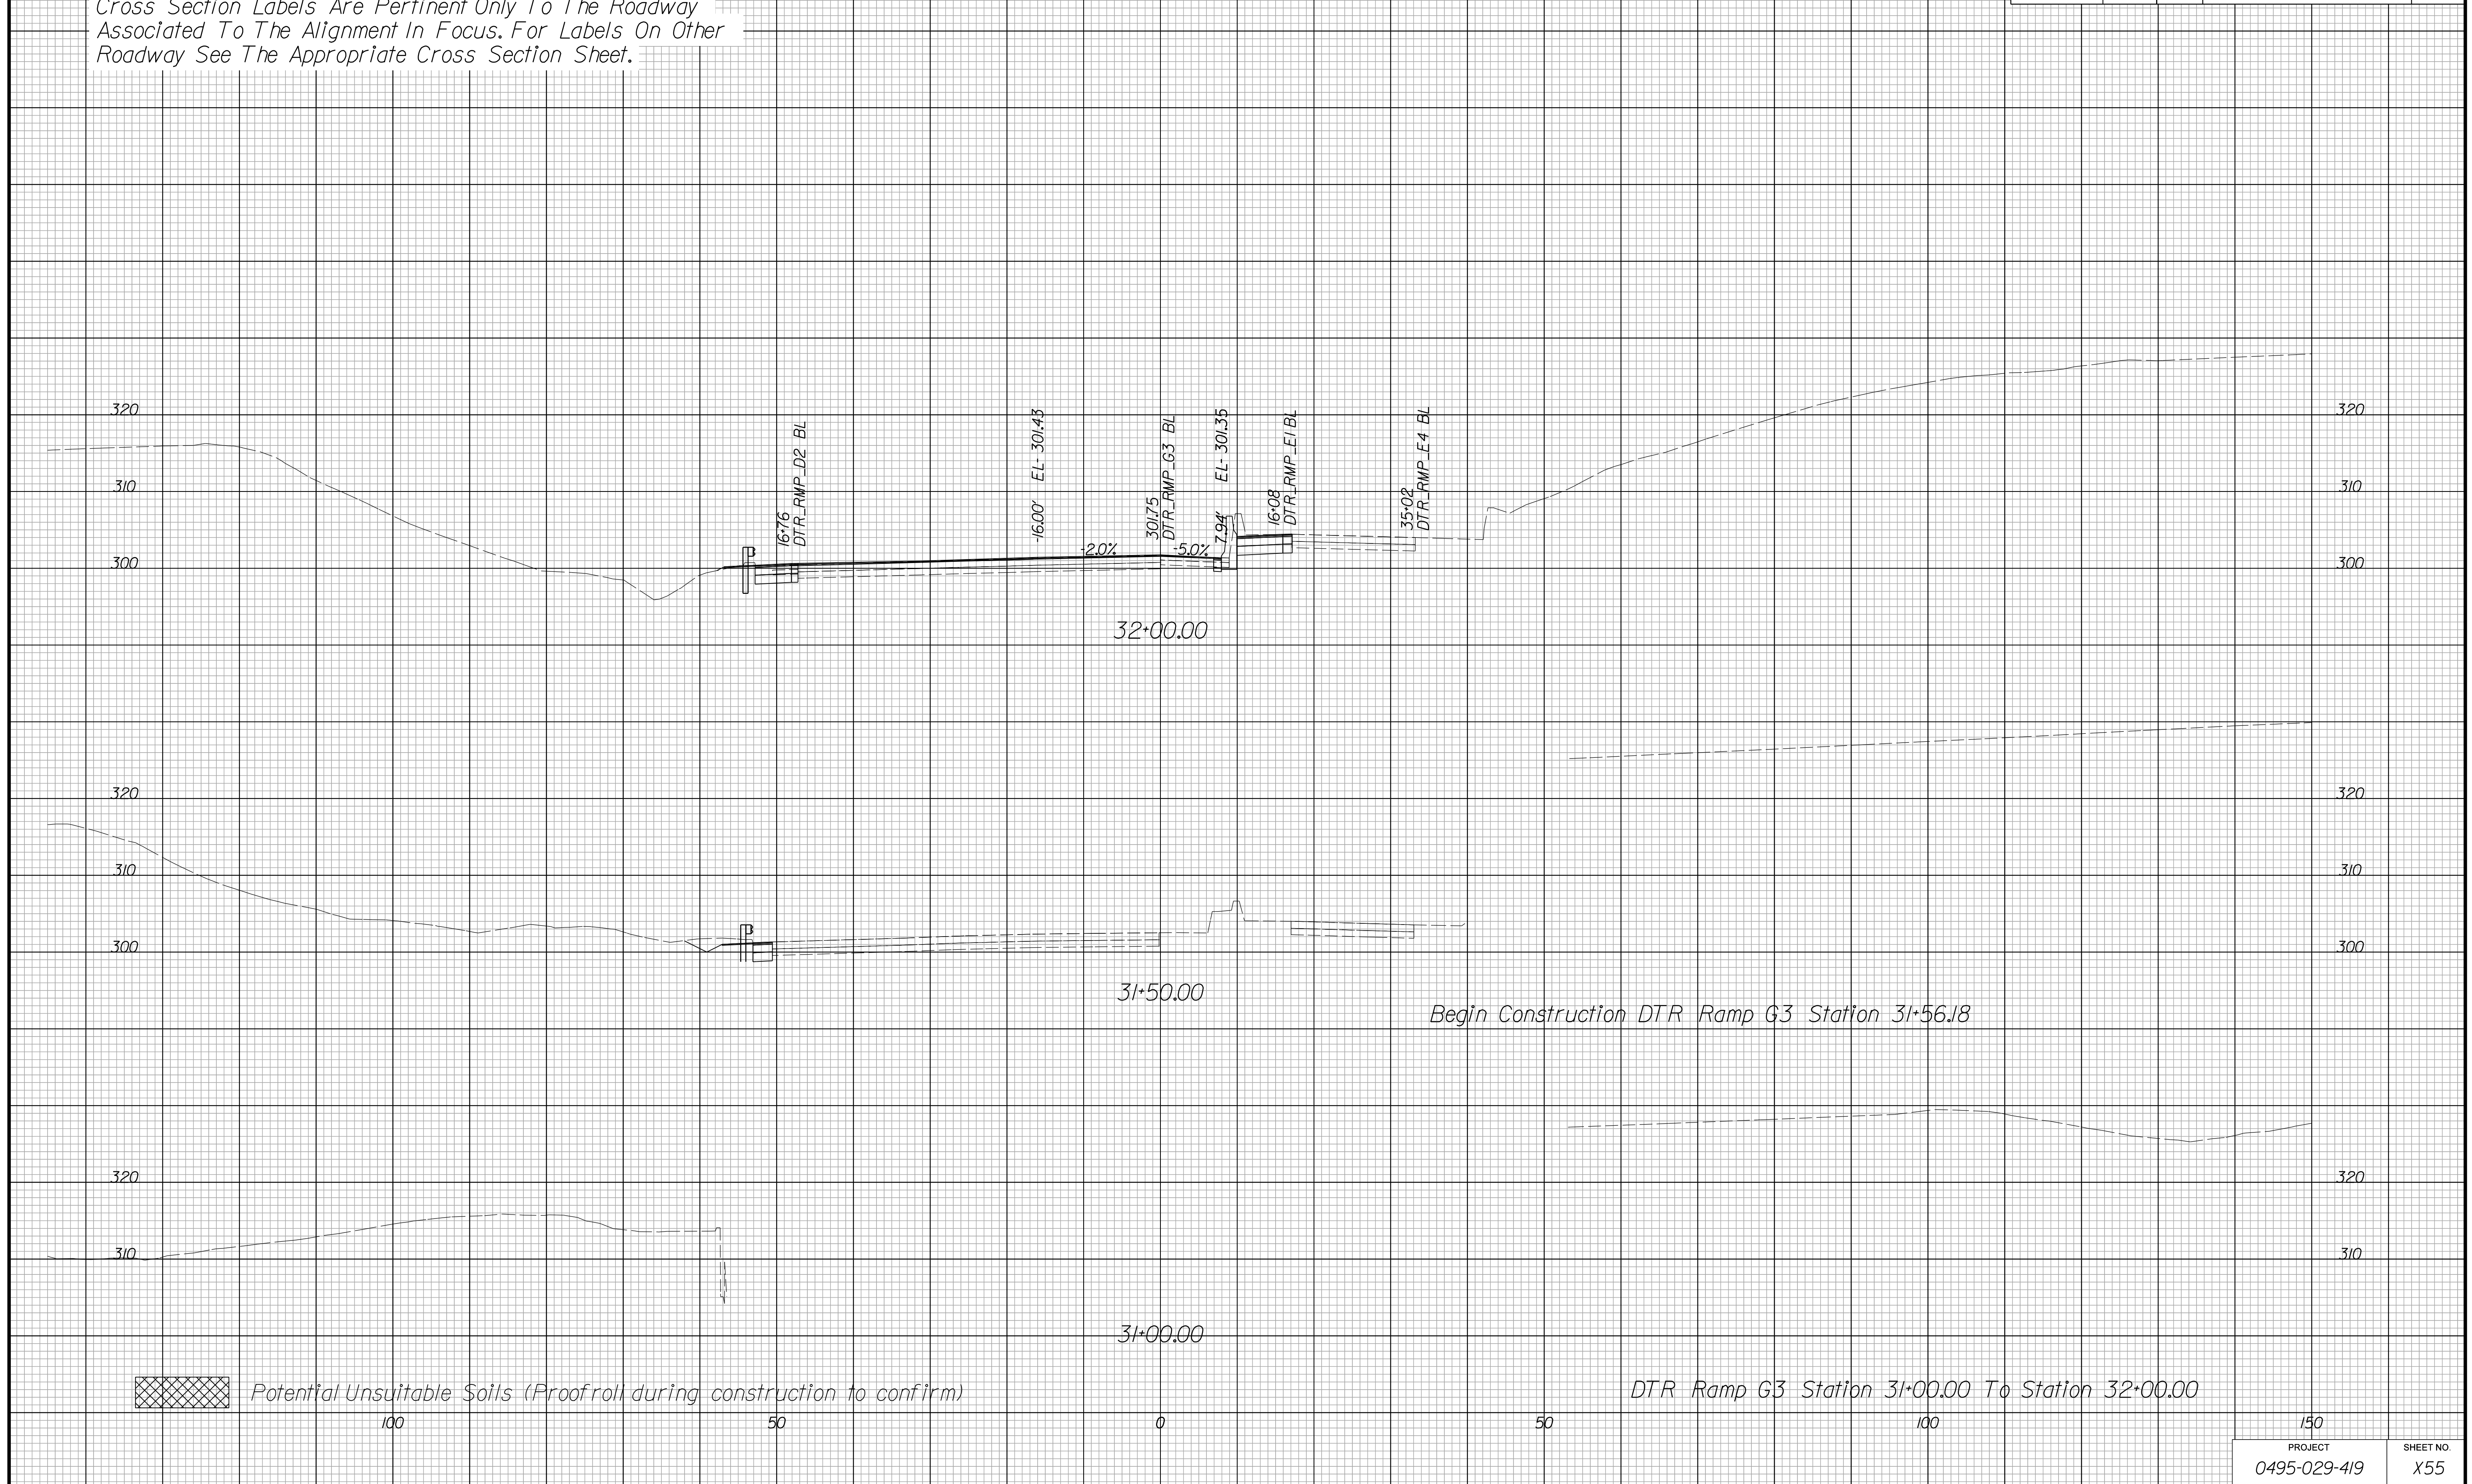 Cross Section Labels Are Pertinent Only To The Roadway
Associated To The Alignment In Focus. For Labels On Other
Roadway See The Appropriate Cross Section Sheet.
320
310
300
16+76
DTR_RMP_D2 BL
-16.00' EL- 301.43
301.75
DTR_RMP_G3 BL
7.94' EL- 301.35
16+08
DTR_RMP_E1 BL
35+02
DTR_RMP_E4 BL
-2.0%
-5.0%
320
310
300
32+00.00
320
310
300
320
310
300
31+50.00
Begin Construction DTR Ramp G3 Station 31+56.18
320
310
320
310
31+00.00
Potential Unsuitable Soils (Proofroll during construction to confirm)
DTR Ramp G3 Station 31+00.00 To Station 32+00.00
100 50 0 50 100 150
PROJECT SHEET NO.
0495-029-419 X55